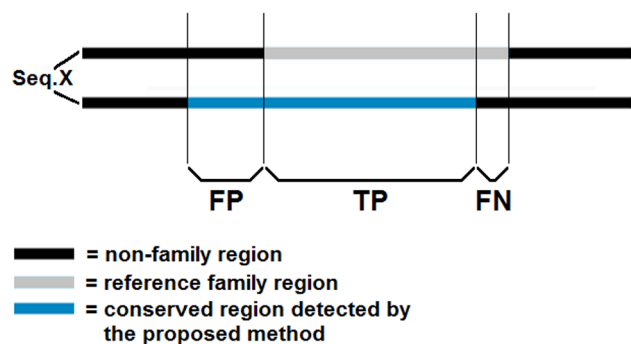 Seq.X
FP TP FN
= non-family region
= reference family region
= conserved region detected by
the proposed method